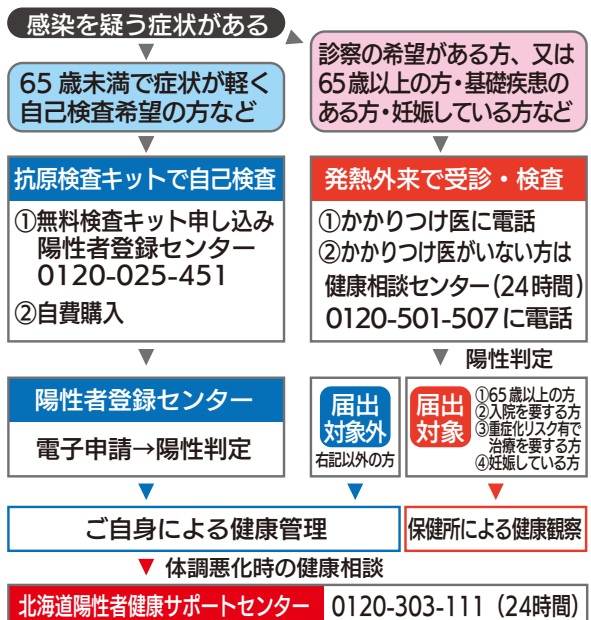 感染を疑う症状がある
65歳未満で症状が軽く
自己検査希望の方など
診察の希望がある方、又は
65歳以上の方・基礎疾患の
ある方・妊娠している方など
抗原検査キットで自己検査
①無料検査キット申し込み
陽性者登録センター
0120-025-451
②自費購入
発熱外来で受診・検査
①かかりつけ医に電話
②かかりつけ医がいない方は
健康相談センター(24時間)
0120-501-507に電話
陽性判定
陽性者登録センター
電子申請→陽性判定
届出
対象外
右記以外の方
届出
対象
①65歳以上の方
②入院を要する方
③重症化リスク有で
治療を要する方
④妊娠している方
ご自身による健康管理
保健所による健康観察
体調悪化時の健康相談
北海道陽性者健康サポートセンター 0120-303-111(24時間)